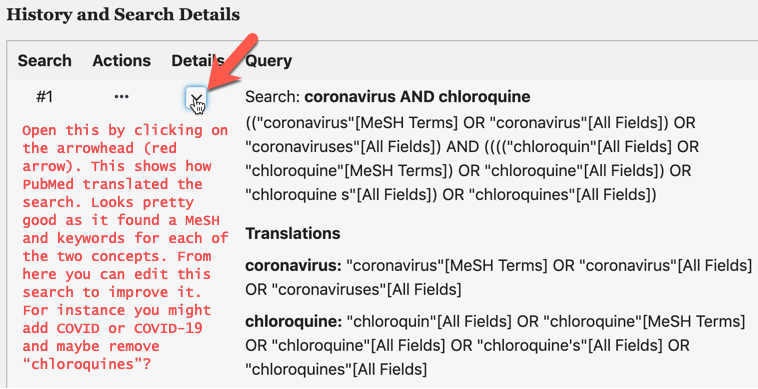 History and Search Details
Search Actions Details Query
#1 ••• Search: coronavirus AND chloroquine
Open this by clicking on
the arrowhead (red
arrow). This shows how
PubMed translated the
search. Looks pretty
good as it found a MeSH
and keywords for each of
the two concepts. From
here you can edit this
search to improve it.
For instance you might
add COVID or COVID-19
and maybe remove
“chloroquines”?
(("coronavirus"[MeSH Terms] OR "coronavirus"[All Fields]) OR
"coronaviruses"[All Fields]) AND (((("chloroquin"[All Fields] OR
"chloroquine"[MeSH Terms]) OR "chloroquine"[All Fields]) OR
"chloroquine s"[All Fields]) OR "chloroquines"[All Fields])
Translations
coronavirus: "coronavirus"[MeSH Terms] OR "coronavirus"[All Fields]
OR "coronaviruses"[All Fields]
chloroquine: "chloroquin"[All Fields] OR "chloroquine"[MeSH Terms]
OR "chloroquine"[All Fields] OR "chloroquine's"[All Fields] OR
"chloroquines"[All Fields]